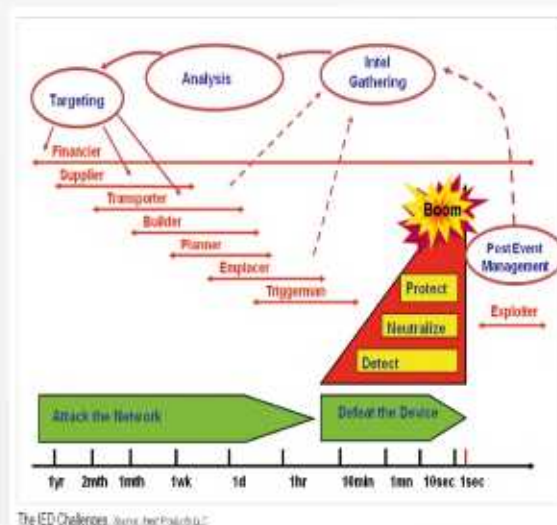 Intel
Gathering
Analysis
Targeting
Financier
Supplier
Transporter
Builder
Planner
Emplacer
Triggerman
Boom
Post Event
Management
Protect
Neutralize
Detect
Exploiter
Attack the Network
Defeat the Device
1yr 2mth 1mth 1wk 1d 1hr 10min 1mn 10sec 1sec
The IED Challenges